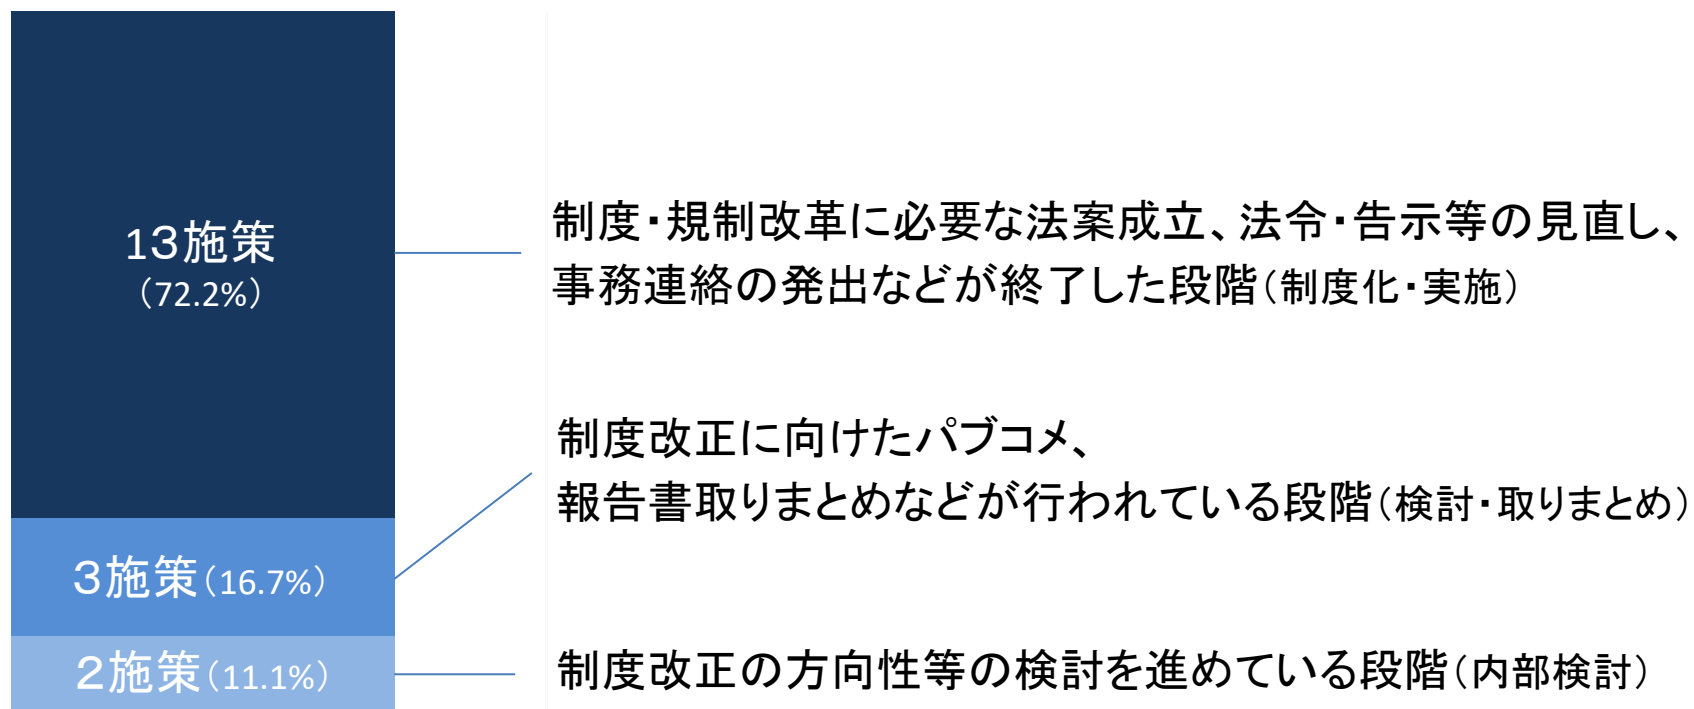 13施策
（72.2%）
制度・規制改革に必要な法案成立、法令・告示等の見直し、
事務連絡の発出などが終了した段階（制度化・実施）
制度改正に向けたパブコメ、
報告書取りまとめなどが行われている段階（検討・取りまとめ）
3施策（16.7%）
2施策（11.1%）
制度改正の方向性等の検討を進めている段階（内部検討）